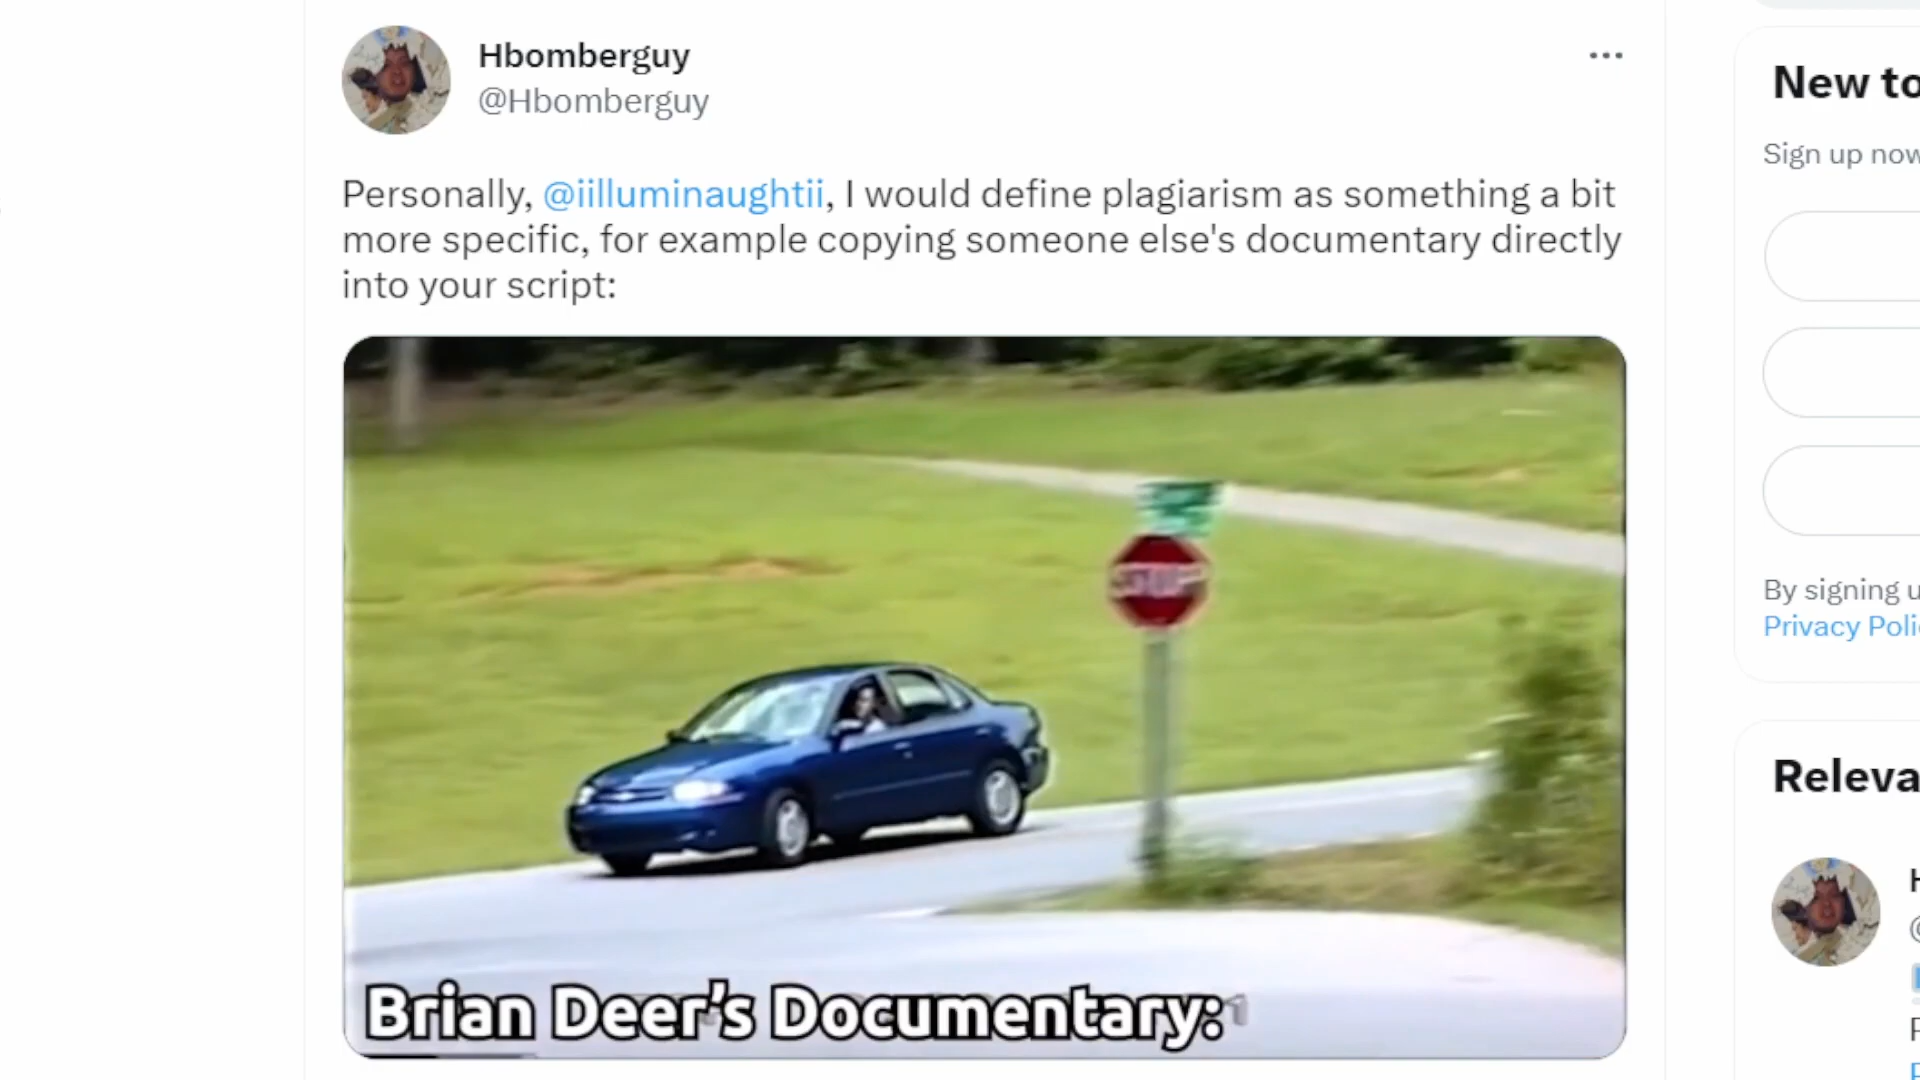 Hbomberguy
@Hbomberguy
Personally, @iilluminaughtii, I would define plagiarism as something a bit
more specific, for example copying someone else's documentary directly
into your script:
STOP
Brian Deer's Documentary:
New to
Sign up now
By signing u
Privacy Poli
Releva